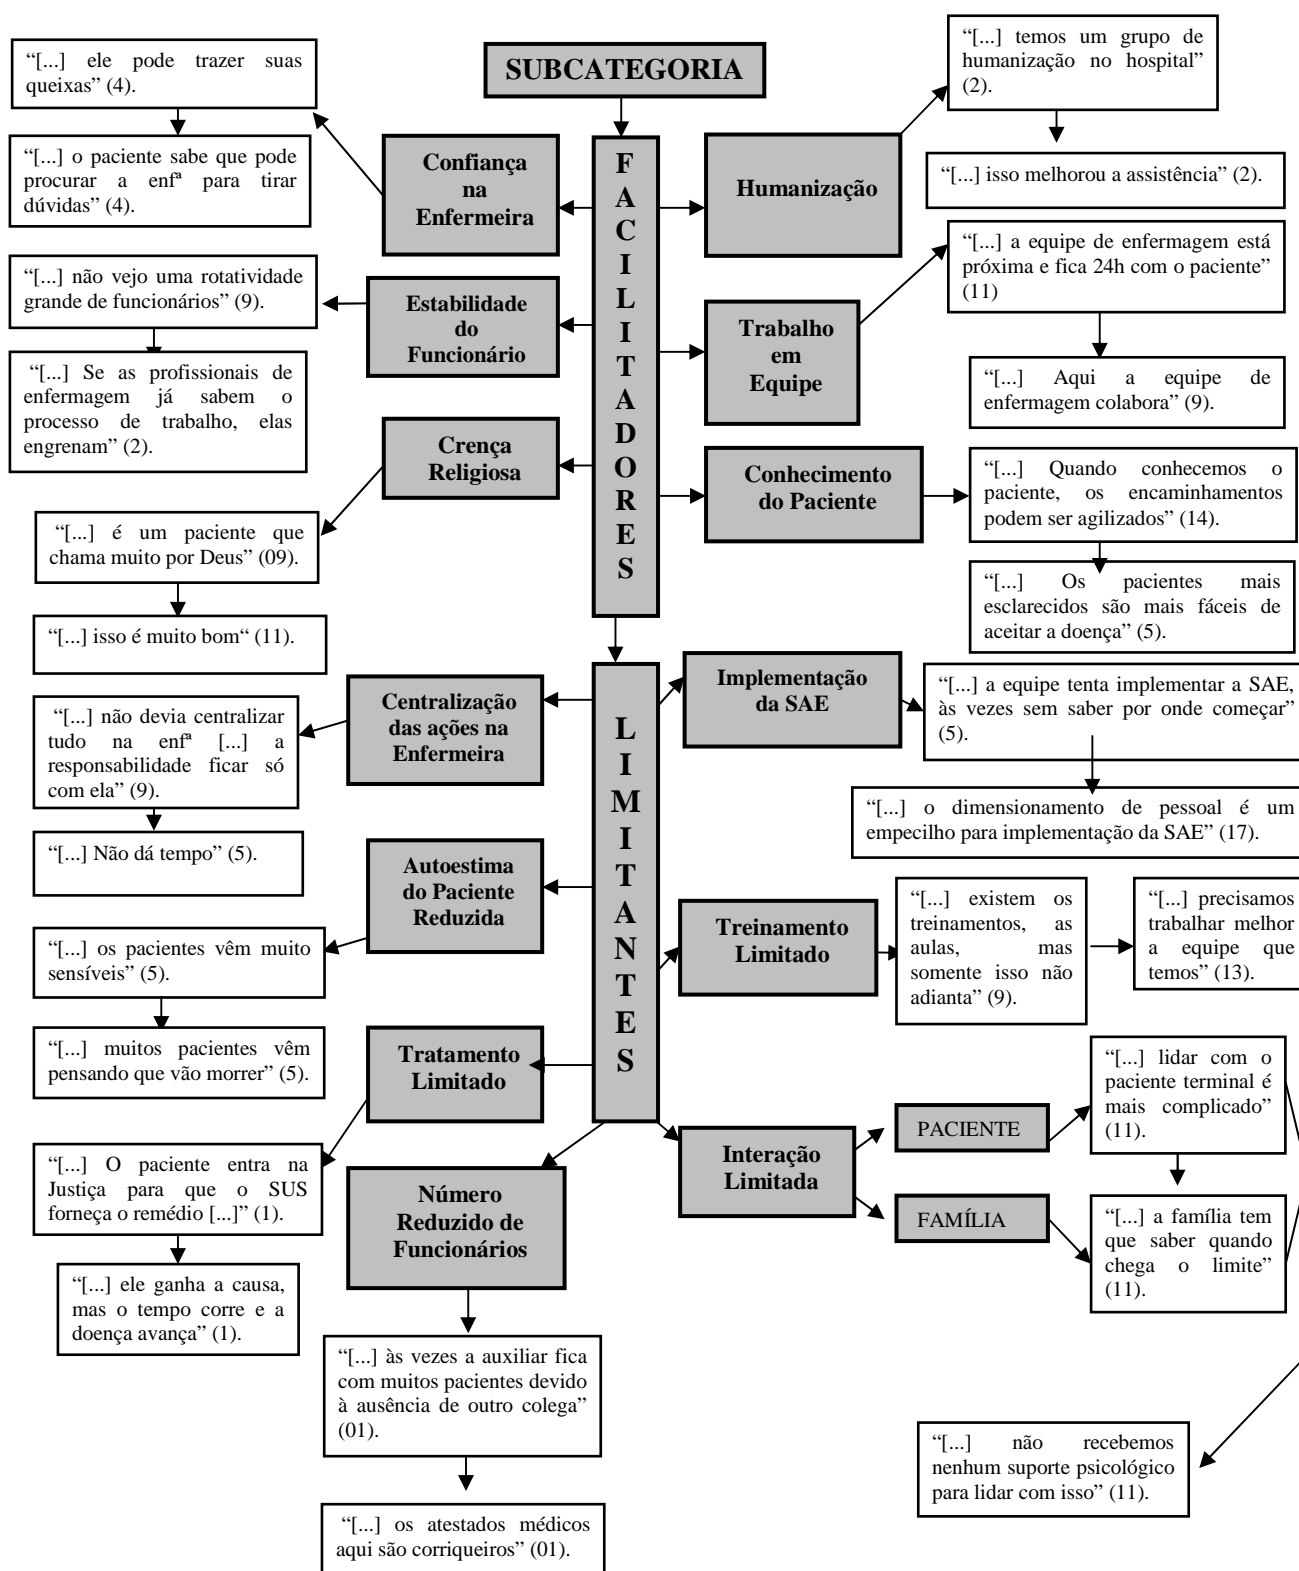 SUBCATEGORIA
FACILITADORES
“[...] ele pode trazer suas
queixas” (4).
“[...] o paciente sabe que pode
procurar a enfª para tirar
dúvidas” (4).
Confiança
na
Enfermeira
Humanização
“[...] temos um grupo de
humanização no hospital”
(2).
“[...] isso melhorou a assistência” (2).
“[...] não vejo uma rotatividade
grande de funcionários” (9).
“[...] Se as profissionais de
enfermagem já sabem o
processo de trabalho, elas
engrenam” (2).
Estabilidade
do
Funcionário
Trabalho
em
Equipe
“[...] a equipe de enfermagem está
próxima e fica 24h com o paciente”
(11)
“[...] Aqui a equipe de
enfermagem colabora” (9).
Crença
Religiosa
“[...] é um paciente que
chama muito por Deus” (09).
“[...] isso é muito bom“ (11).
Conhecimento
do Paciente
“[...] Quando conhecemos o
paciente, os encaminhamentos
podem ser agilizados” (14).
“[...] Os pacientes mais
esclarecidos são mais fáceis de
aceitar a doença” (5).
LIMITANTES
Centralização
das ações na
Enfermeira
“[...] não devia centralizar
tudo na enfª [...] a
responsabilidade ficar só
com ela” (9).
“[...] Não dá tempo” (5).
Implementação
da SAE
“[...] a equipe tenta implementar a SAE,
às vezes sem saber por onde começar”
(5).
“[...] o dimensionamento de pessoal é um
empecilho para implementação da SAE” (17).
Autoestima
do Paciente
Reduzida
“[...] os pacientes vêm muito
sensíveis” (5).
“[...] muitos pacientes vêm
pensando que vão morrer” (5).
Treinamento
Limitado
“[...] existem os
treinamentos, as
aulas, mas
somente isso não
adianta” (9).
“[...] precisamos
trabalhar melhor
a equipe que
temos” (13).
Tratamento
Limitado
“[...] O paciente entra na
Justiça para que o SUS
forneça o remédio [...]” (1).
“[...] ele ganha a causa,
mas o tempo corre e a
doença avança” (1).
Número
Reduzido de
Funcionários
“[...] às vezes a auxiliar fica
com muitos pacientes devido
à ausência de outro colega”
(01).
“[...] os atestados médicos
aqui são corriqueiros” (01).
Interação
Limitada
PACIENTE
FAMÍLIA
“[...] lidar com o
paciente terminal é
mais complicado”
(11).
“[...] a família tem
que saber quando
chega o limite”
(11).
“[...] não recebemos
nenhum suporte psicológico
para lidar com isso” (11).